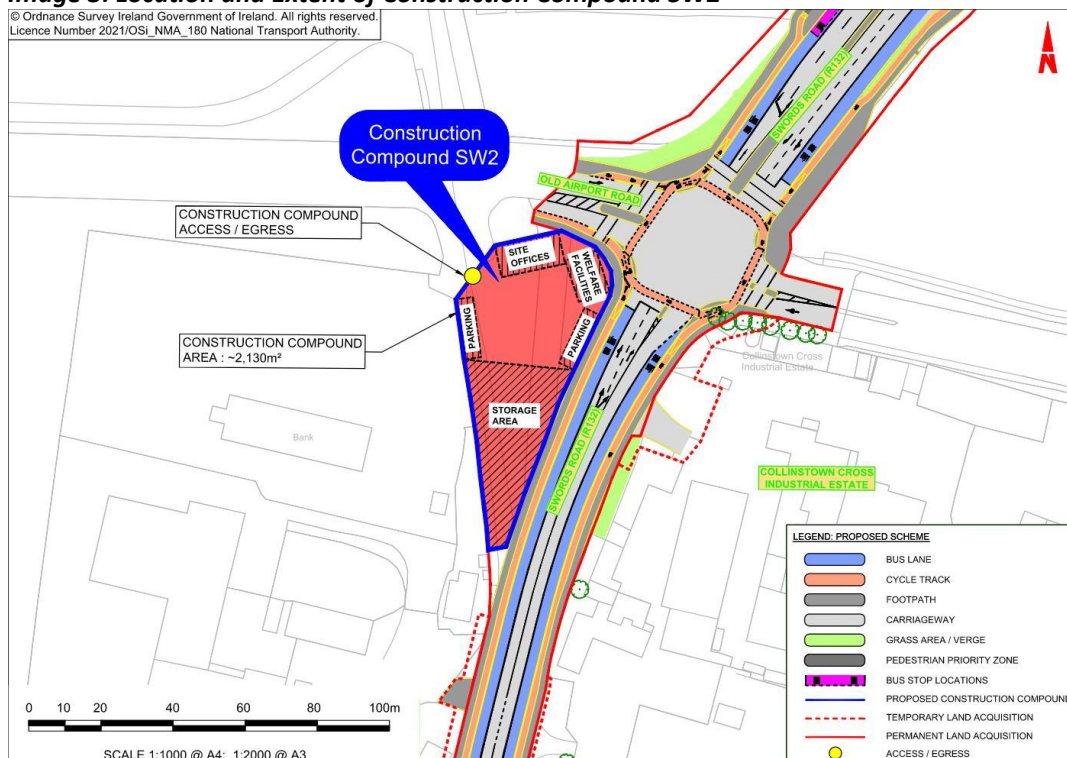 Image 3: Location and Extent of Construction Compound SW2
© Ordnance Survey Ireland Government of Ireland. All rights reserved.
Licence Number 2021/OSi_NMA_180 National Transport Authority.
N
SWORDS ROAD (R132)
Construction
Compound SW2
OLD AIRPORT ROAD
CONSTRUCTION COMPOUND
ACCESS / EGRESS
SITE
OFFICES
WELFARE
FACILITIES
PARKING
PARKING
CONSTRUCTION COMPOUND
AREA : ~2,130m²
Collinstown Cross
Industrial Estate
STORAGE
AREA
Bank
SWORDS ROAD (R132)
COLLINSTOWN CROSS
INDUSTRIAL ESTATE
LEGEND: PROPOSED SCHEME
BUS LANE
CYCLE TRACK
FOOTPATH
CARRIAGEWAY
GRASS AREA / VERGE
PEDESTRIAN PRIORITY ZONE
BUS STOP LOCATIONS
PROPOSED CONSTRUCTION COMPOUND
TEMPORARY LAND ACQUISITION
PERMANENT LAND ACQUISITION
ACCESS / EGRESS
0 10 20 40 60 80 100m
SCALE 1:1000 @ A4; 1:2000 @ A3